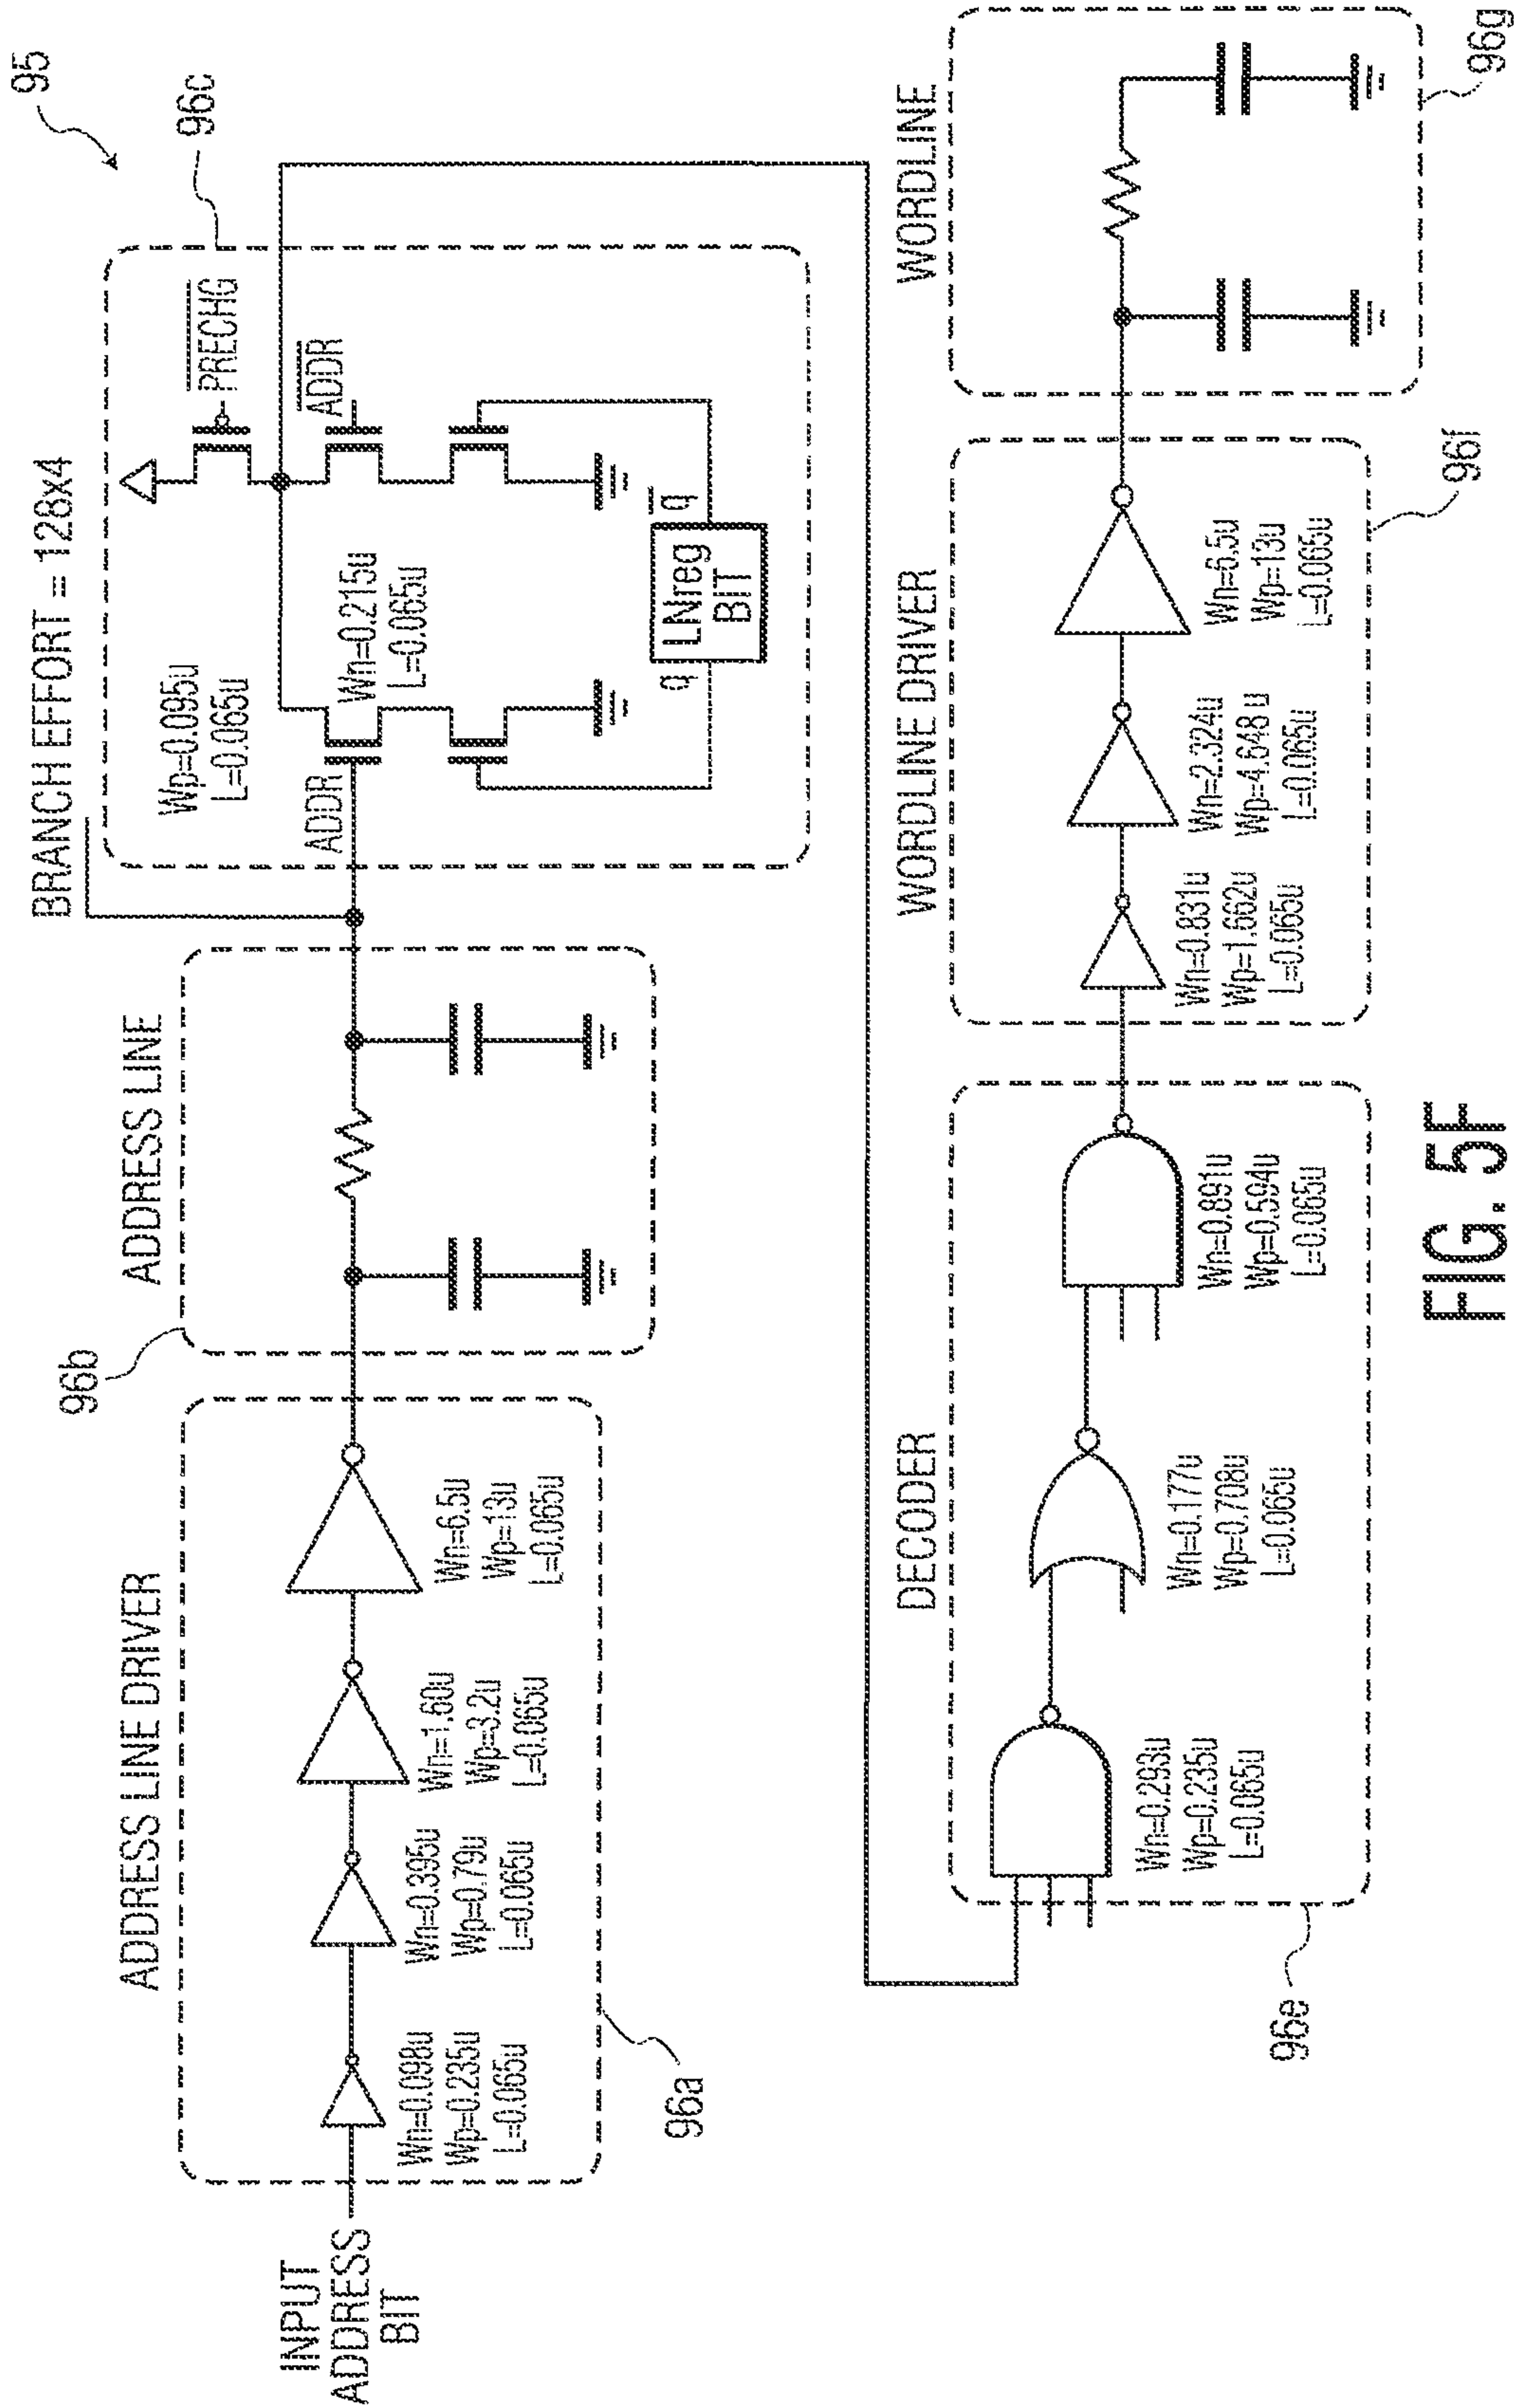 95
BRANCH EFFORT = 128x4
96c
Wp=0.095u
L=0.065u
PRECHG
ADDR
ADDR
Wn=0.215u
L=0.065u
q
q
LNreg
BIT
ADDRESS LINE
96b
ADDRESS LINE DRIVER
INPUT
ADDRESS
BIT
Wn=0.098u
Wp=0.235u
L=0.065u
Wn=0.395u
Wp=0.79u
L=0.065u
Wn=1.60u
Wp=3.2u
L=0.065u
Wn=6.5u
Wp=13u
L=0.065u
96a
DECODER
Wn=0.293u
Wp=0.235u
L=0.065u
Wn=0.177u
Wp=0.708u
L=0.065u
Wn=0.891u
Wp=0.594u
L=0.065u
96e
WORDLINE DRIVER
Wn=0.831u
Wp=1.662u
L=0.065u
Wn=2.324u
Wp=4.648 u
L=0.065u
Wn=6.5u
Wp=13u
L=0.065u
96f
WORDLINE
96g
FIG. 5F